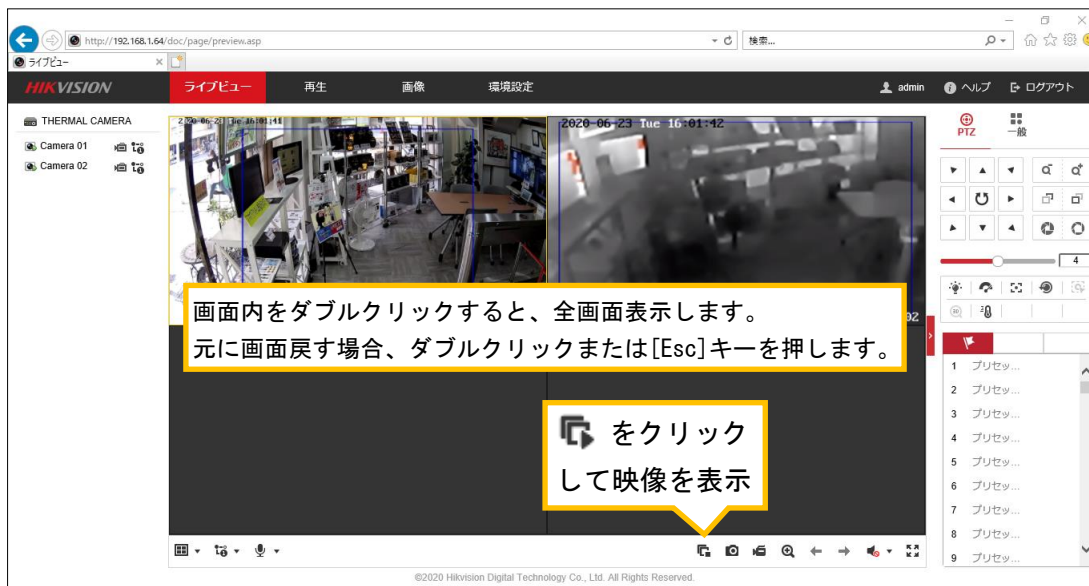 http://192.168.1.64/doc/page/preview.asp
検索...
ライブビュー
HIKVISION
ライブビュー
再生
画像
環境設定
admin
ヘルプ
ログアウト
THERMAL CAMERA
Camera 01
Camera 02
2020-06-23 Tue 16:01:41
2020-06-23 Tue 16:01:42
PTZ
一般
4
画面内をダブルクリックすると、全画面表示します。
元に画面戻す場合、ダブルクリックまたは[Esc]キーを押します。
02
をクリック
して映像を表示
1 プリセッ...
2 プリセッ...
3 プリセッ...
4 プリセッ...
5 プリセッ...
6 プリセッ...
7 プリセッ...
8 プリセッ...
9 プリセッ...
©2020 Hikvision Digital Technology Co., Ltd. All Rights Reserved.